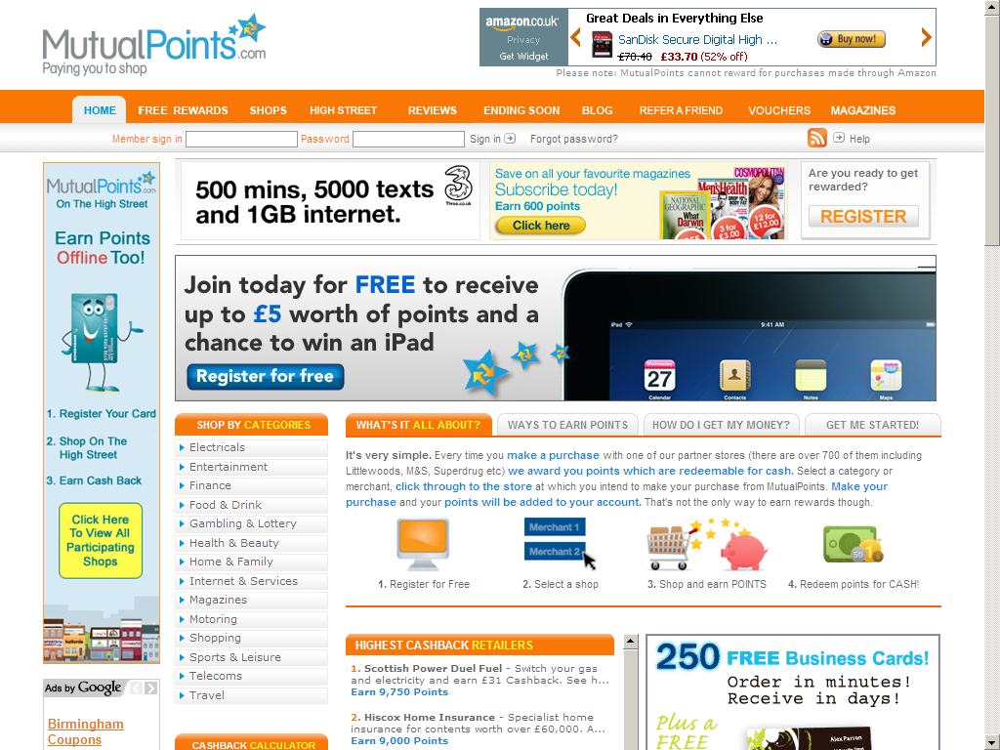 MutualPoints.com
Paying you to shop
amazon.co.uk
Privacy
Get Widget
Great Deals in Everything Else
SanDisk Secure Digital High ...
£70.40 £33.70 (52% off)
Buy now!
Please note: MutualPoints cannot reward for purchases made through Amazon
HOME FREE REWARDS SHOPS HIGH STREET REVIEWS ENDING SOON BLOG REFER A FRIEND VOUCHERS MAGAZINES
Member sign in Password Sign in Forgot password? Help
MutualPoints.com
On The High Street
Earn Points
Offline Too!
1. Register Your Card
2. Shop On The
High Street
3. Earn Cash Back
Click Here
To View All
Participating
Shops
Ads by Google
Birmingham
Coupons
500 mins, 5000 texts
and 1GB internet.
Three.co.uk
Save on all your favourite magazines
Subscribe today!
Earn 600 points
Click here
NATIONAL
GEOGRAPHIC
What
Darwin
Men'sHealth
COSMOPOLITAN
3 for
£3.00
12 for
£12.00
Are you ready to get
rewarded?
REGISTER
Join today for FREE to receive
up to £5 worth of points and a
chance to win an iPad
Register for free
iPad
9:41 AM
Wednesday
27
Calendar Contacts Notes Maps
SHOP BY CATEGORIES
Electricals
Entertainment
Finance
Food & Drink
Gambling & Lottery
Health & Beauty
Home & Family
Internet & Services
Magazines
Motoring
Shopping
Sports & Leisure
Telecoms
Travel
CASHBACK CALCULATOR
WHAT'S IT ALL ABOUT? WAYS TO EARN POINTS HOW DO I GET MY MONEY? GET ME STARTED!
It's very simple. Every time you make a purchase with one of our partner stores (there are over 700 of them including
Littlewoods, M&S, Superdrug etc) we award you points which are redeemable for cash. Select a category or
merchant, click through to the store at which you intend to make your purchase from MutualPoints. Make your
purchase and your points will be added to your account. That's not the only way to earn rewards though.
Merchant 1
Merchant 2
50
1. Register for Free 2. Select a shop 3. Shop and earn POINTS 4. Redeem points for CASH!
HIGHEST CASHBACK RETAILERS
1. Scottish Power Duel Fuel - Switch your gas
and electricity and earn £31 Cashback. See h...
Earn 9,750 Points
2. Hiscox Home Insurance - Specialist home
insurance for contents worth over £60,000. A...
Earn 9,000 Points
250 FREE Business Cards!
Order in minutes!
Receive in days!
Plus a
FREE
Alex Parson